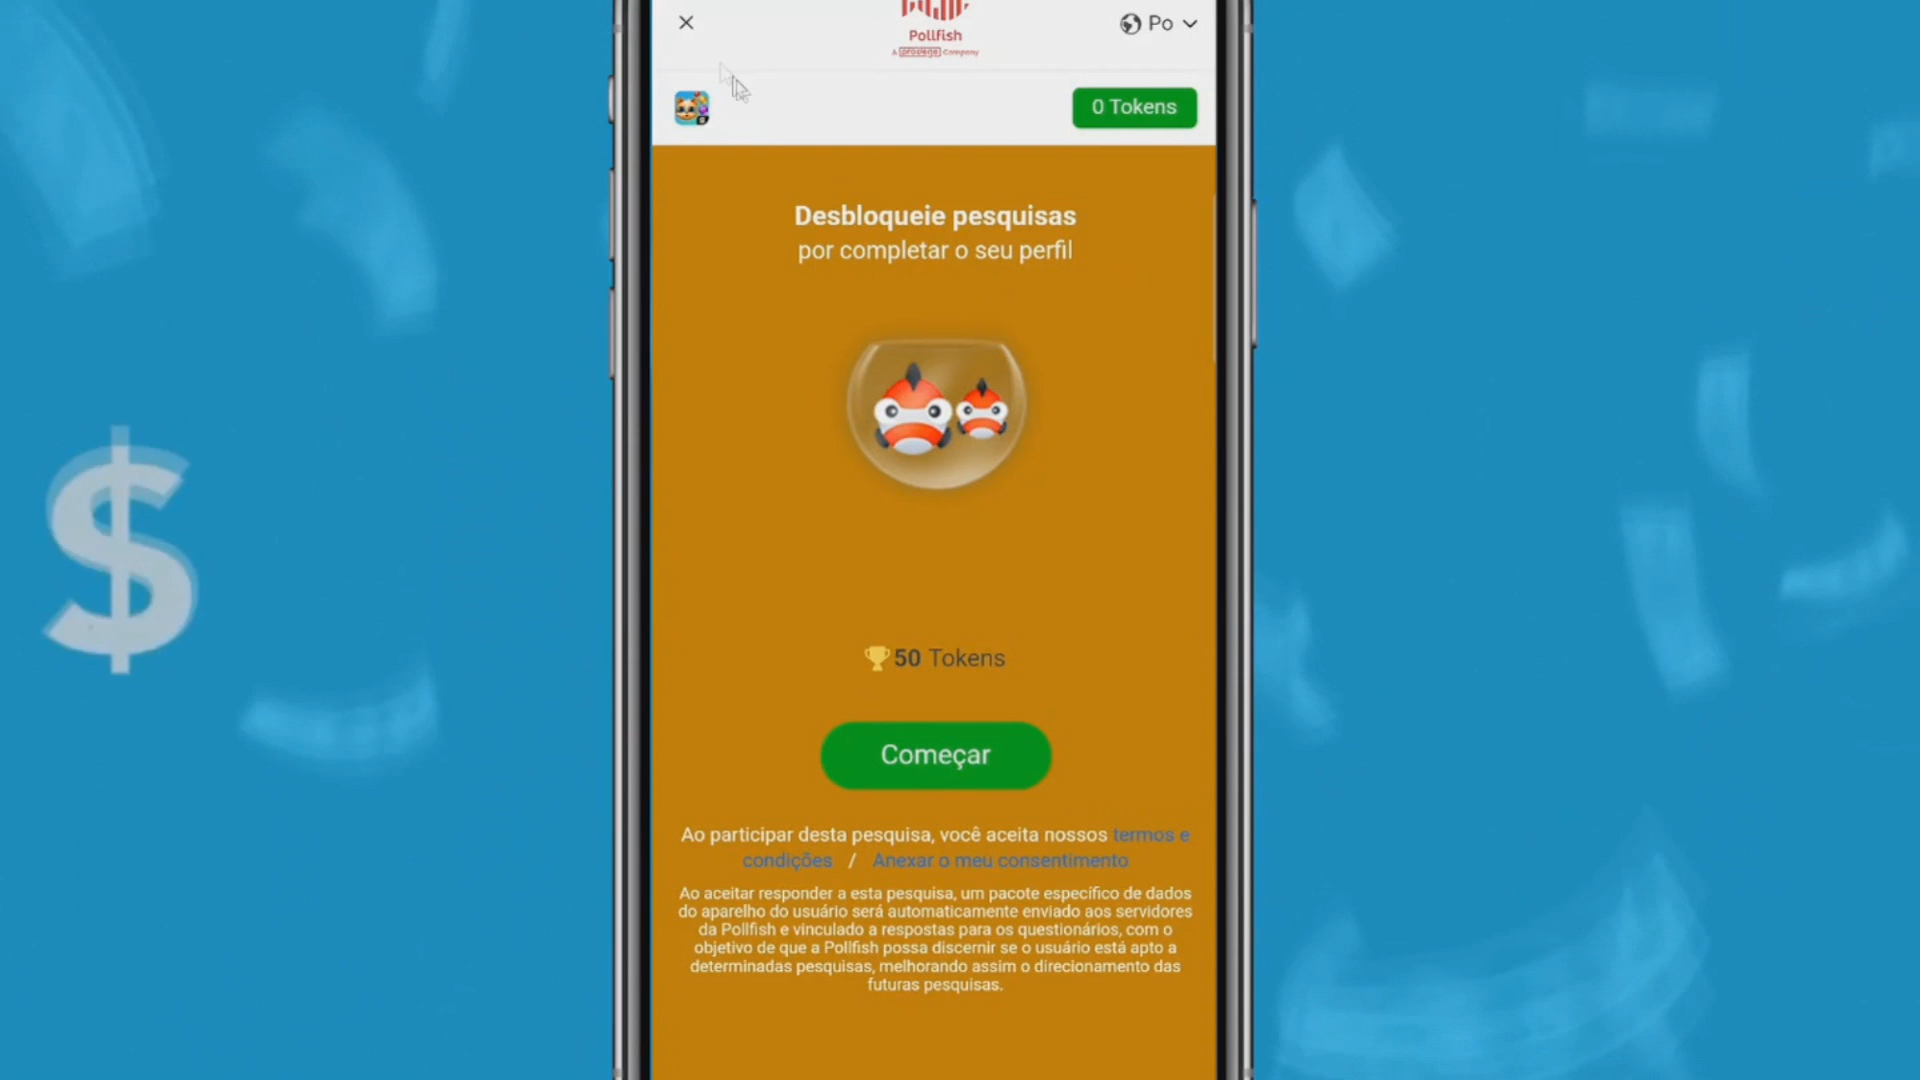 Pollfish
A prodege Company
Po
0 Tokens
Desbloqueie pesquisas
por completar o seu perfil
50 Tokens
Começar
Ao participar desta pesquisa, você aceita nossos termos e
condições / Anexar o meu consentimento
Ao aceitar responder a esta pesquisa, um pacote específico de dados
do aparelho do usuário será automaticamente enviado aos servidores
da Pollfish e vinculado a respostas para os questionários, com o
objetivo de que a Pollfish possa discernir se o usuário está apto a
determinadas pesquisas, melhorando assim o direcionamento das
futuras pesquisas.
$